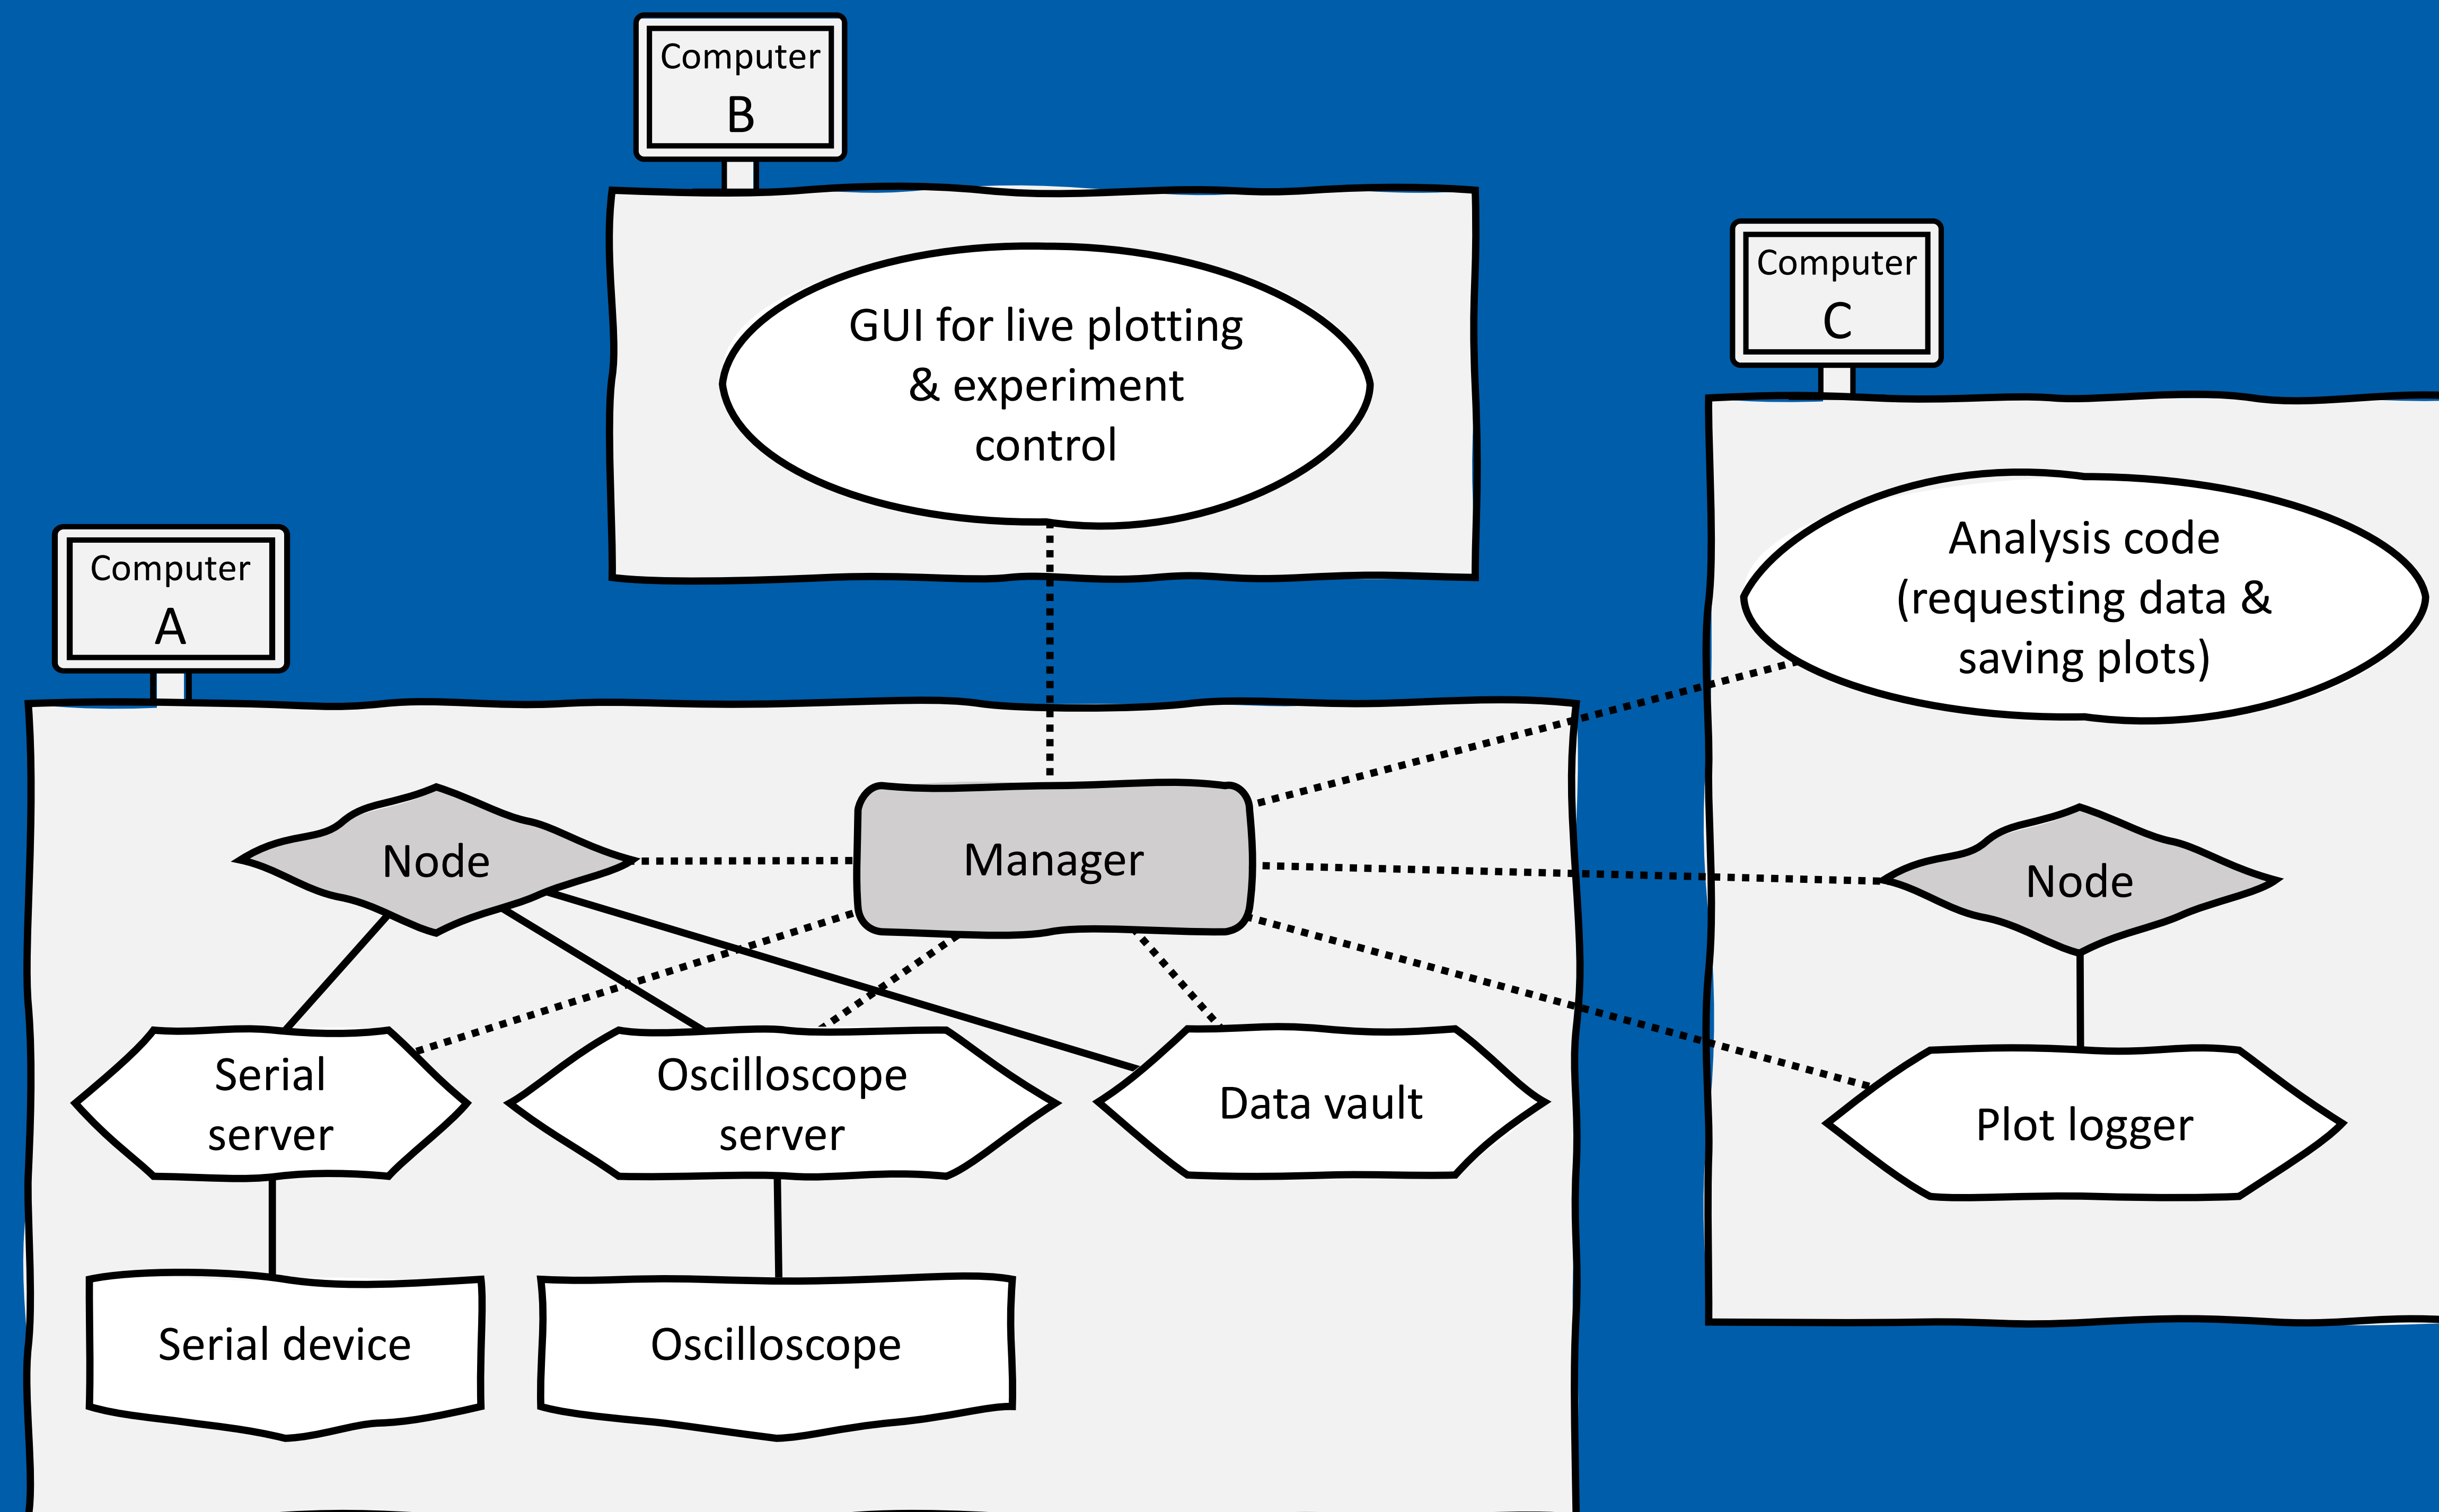 Computer
B
GUI for live plotting
& experiment
control
Computer
C
Analysis code
(requesting data &
saving plots)
Computer
A
Node
Manager
Node
Serial
server
Oscilloscope
server
Data vault
Plot logger
Serial device
Oscilloscope